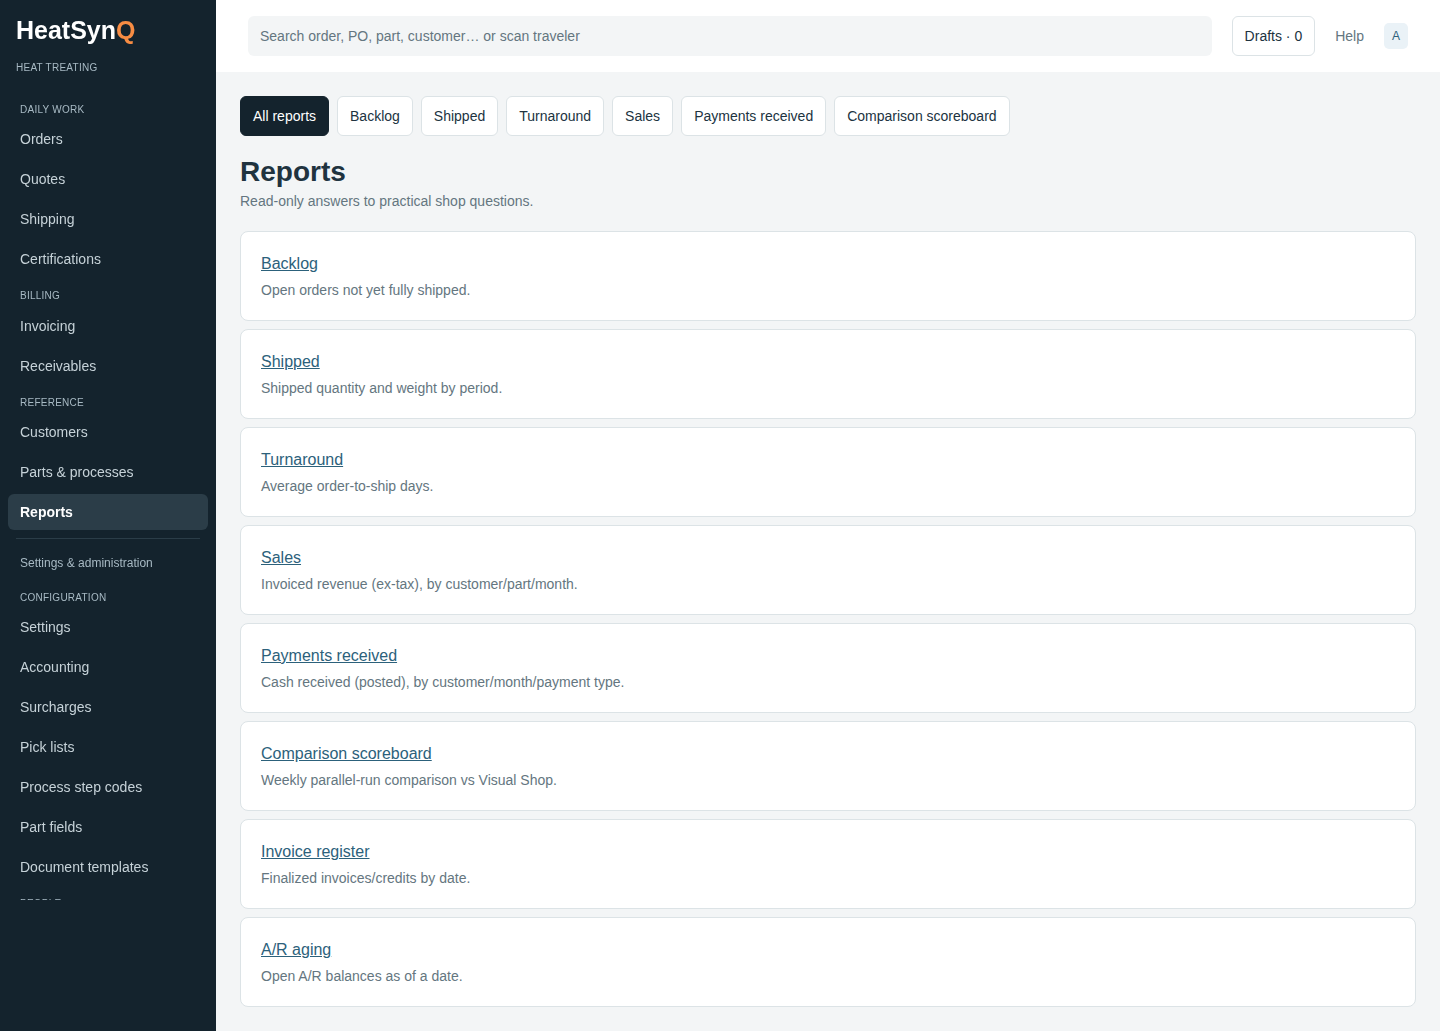 HeatSynQ
HEAT TREATING
DAILY WORK
Orders
Quotes
Shipping
Certifications
BILLING
Invoicing
Receivables
REFERENCE
Customers
Parts & processes
Reports
Settings & administration
CONFIGURATION
Settings
Accounting
Surcharges
Pick lists
Process step codes
Part fields
Document templates
Search order, PO, part, customer… or scan traveler
Drafts · 0
Help
A
All reports
Backlog
Shipped
Turnaround
Sales
Payments received
Comparison scoreboard
Reports
Read-only answers to practical shop questions.
Backlog
Open orders not yet fully shipped.
Shipped
Shipped quantity and weight by period.
Turnaround
Average order-to-ship days.
Sales
Invoiced revenue (ex-tax), by customer/part/month.
Payments received
Cash received (posted), by customer/month/payment type.
Comparison scoreboard
Weekly parallel-run comparison vs Visual Shop.
Invoice register
Finalized invoices/credits by date.
A/R aging
Open A/R balances as of a date.